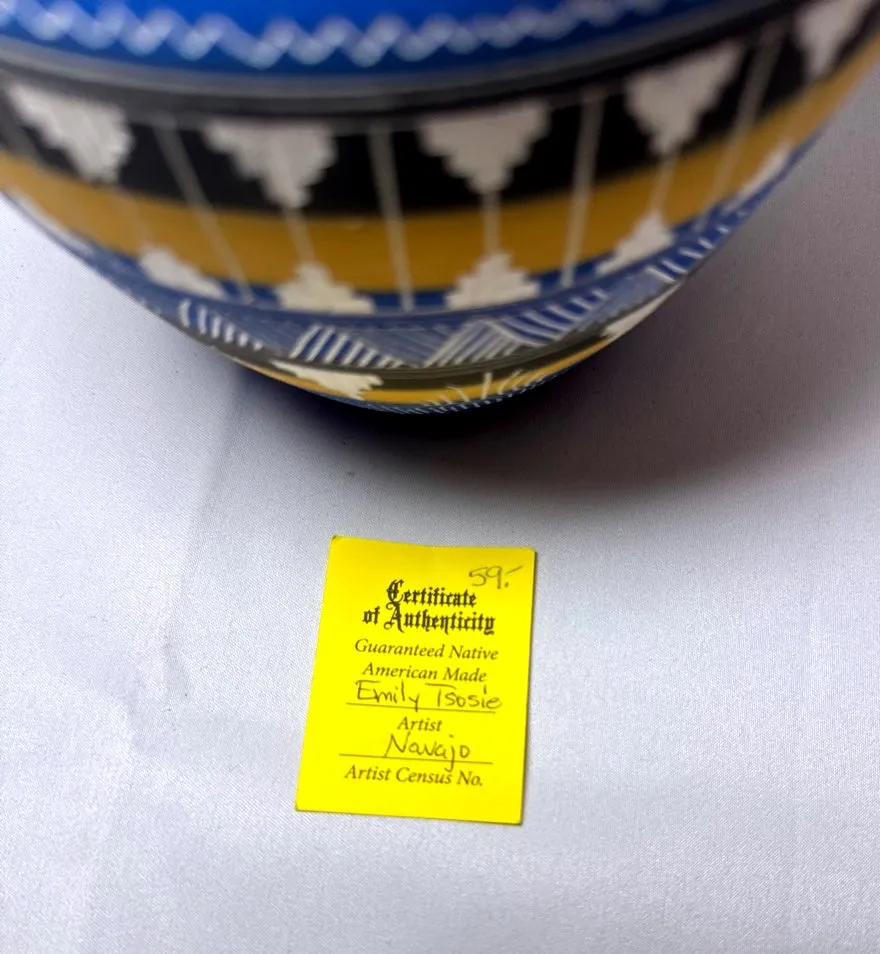 59.-
Certificate
of Authenticity
Guaranteed Native
American Made
Emily Tsosie
Artist
Navajo
Artist Census No.